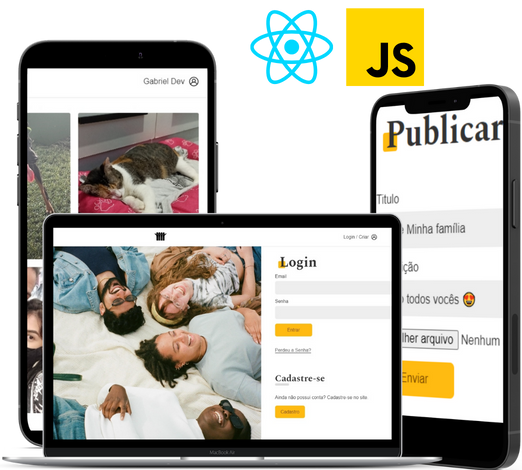 JS
Gabriel Dev
Publicar
Titulo
Minha família
ção
todos vocês 🤩
lher arquivo
Nenhum
Enviar
Login / Criar
Login
Email
Senha
Entrar
Perdeu a Senha?
Cadastre-se
Ainda não possui conta? Cadastre-se no site
Cadastro
MacBook Air